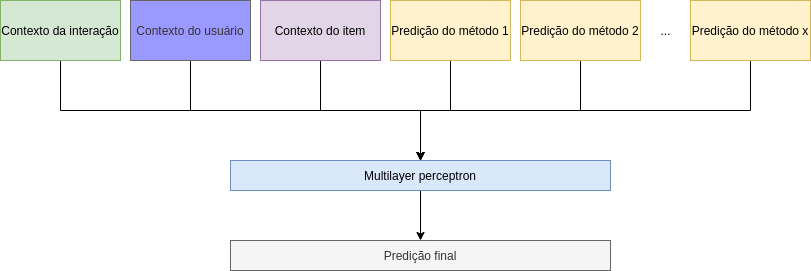 Contexto da interação
Contexto do usuário
Contexto do item
Predição do método 1
Predição do método 2
...
Predição do método x
Multilayer perceptron
Predição final